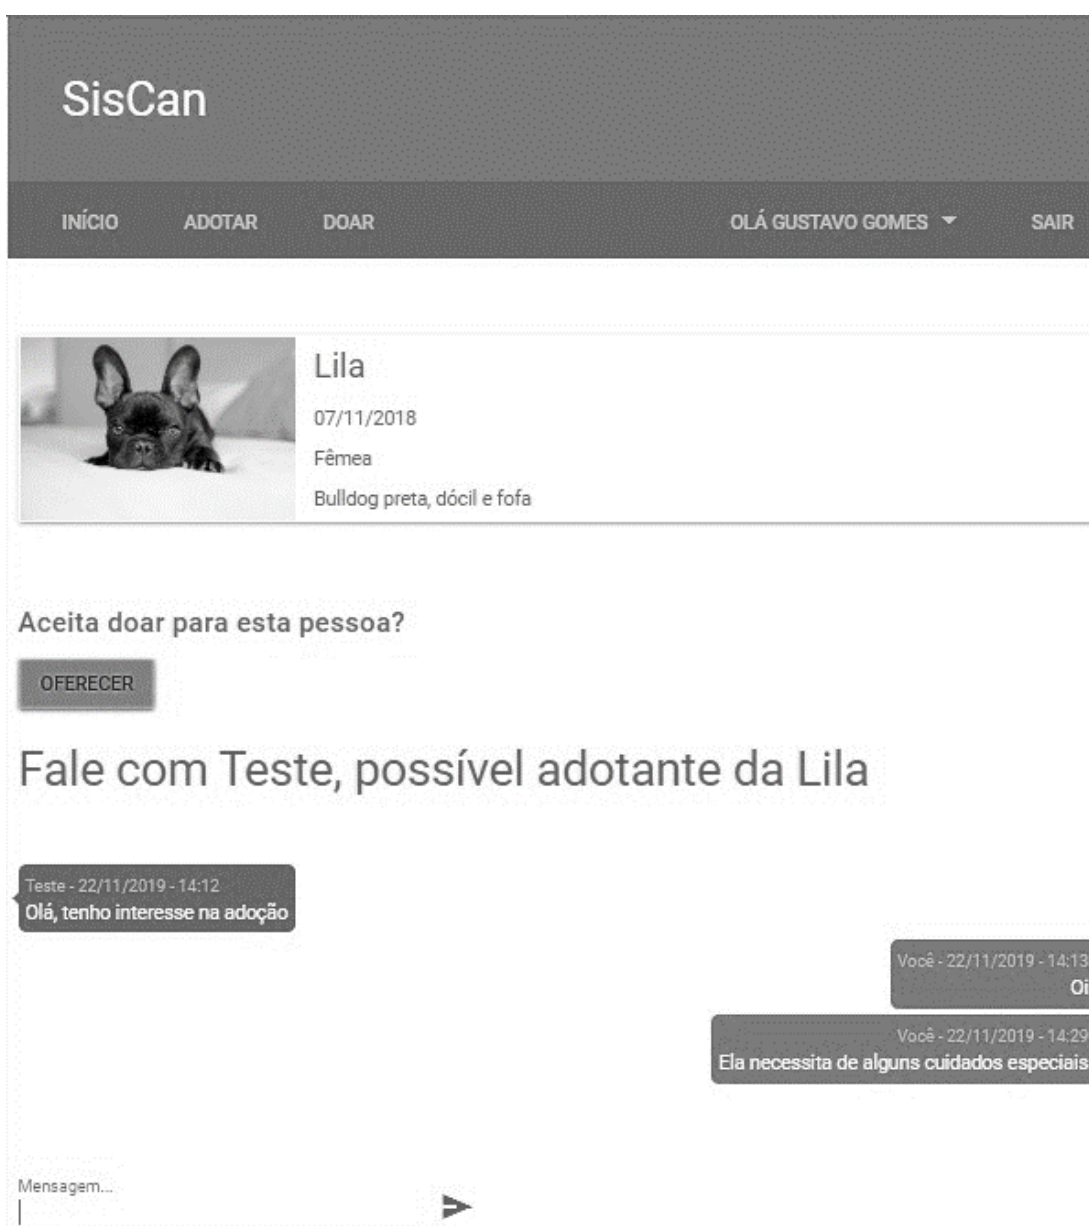 SisCan
INÍCIO ADOTAR DOAR OLÁ GUSTAVO GOMES SAIR
Lila
07/11/2018
Fêmea
Bulldog preta, dócil e fofa
Aceita doar para esta pessoa?
OFERECER
Fale com Teste, possível adotante da Lila
Teste - 22/11/2019 - 14:12
Olá, tenho interesse na adoção
Você - 22/11/2019 - 14:13
Oi
Você - 22/11/2019 - 14:29
Ela necessita de alguns cuidados especiais
Mensagem...